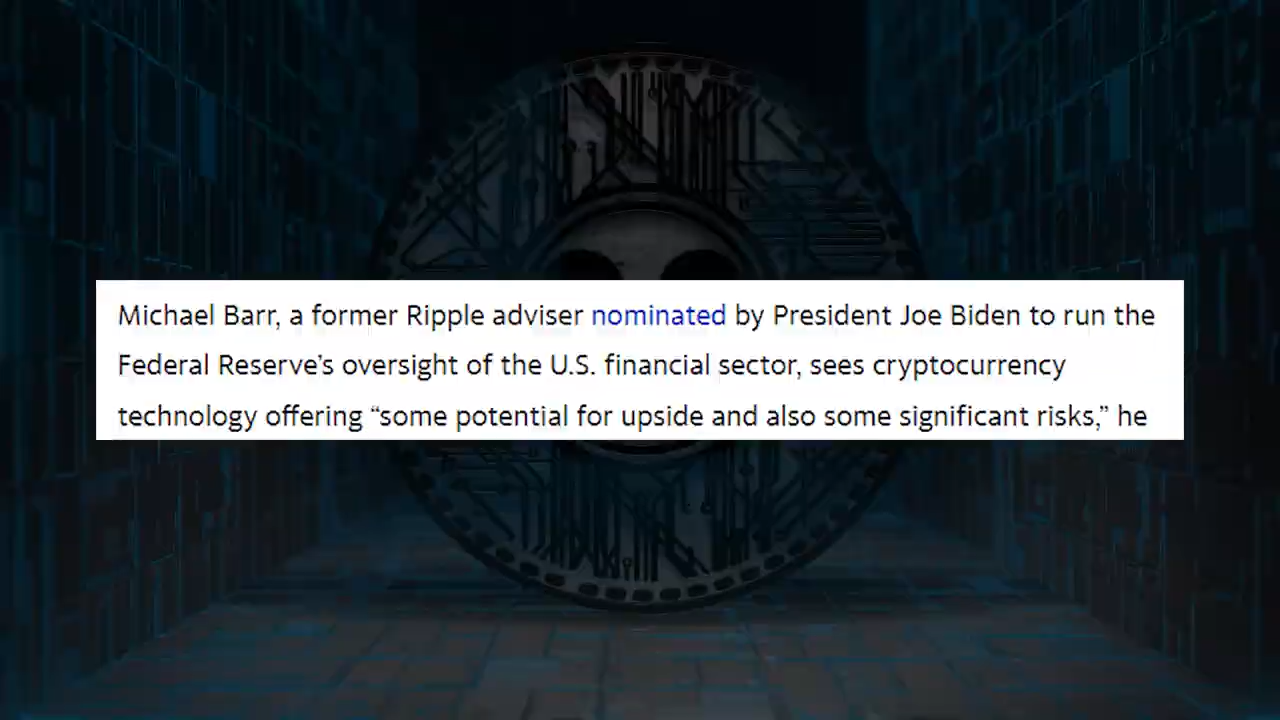 Michael Barr, a former Ripple adviser nominated by President Joe Biden to run the
Federal Reserve’s oversight of the U.S. financial sector, sees cryptocurrency
technology offering “some potential for upside and also some significant risks,” he